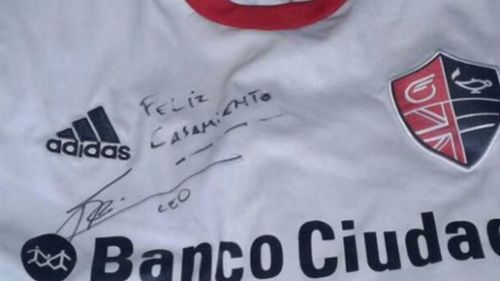 FELIZ
CASAMIENTO
adidas
LEO
Banco Ciudad